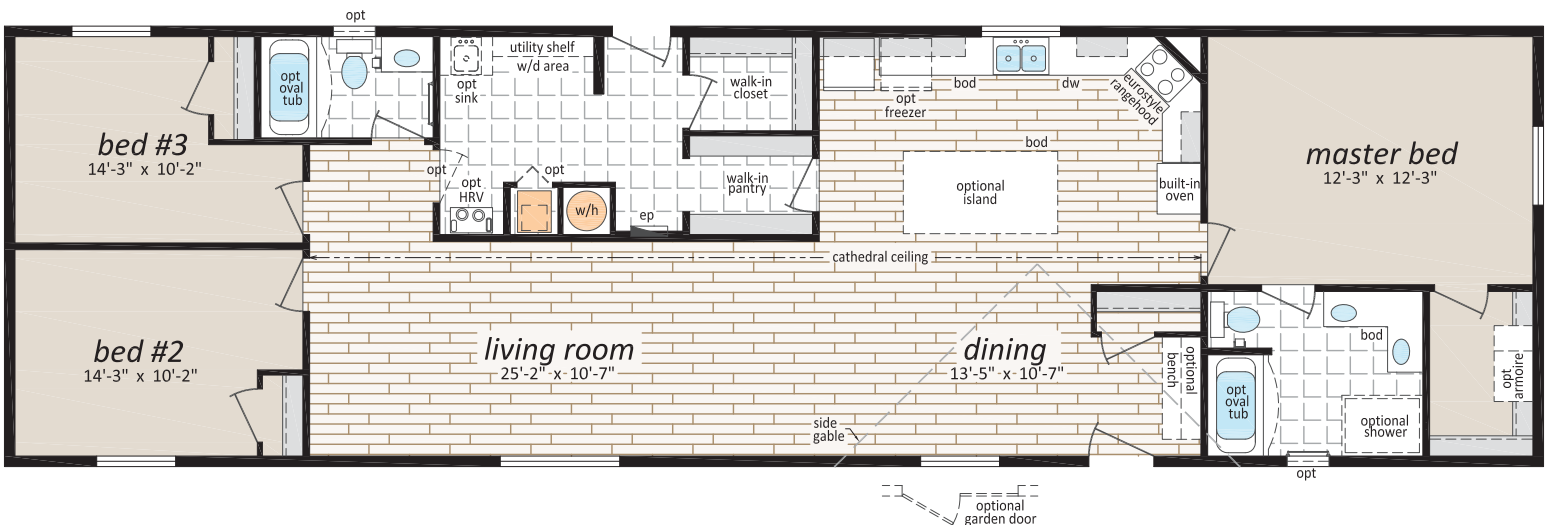 opt
bed #3
14'-3" x 10'-2"
opt
oval
tub
opt
sink
utility shelf
w/d area
walk-in
closet
opt
freezer
bod
dw
eurostyle
rangehood
bod
master bed
12'-3" x 12'-3"
opt
opt
HRV
opt
w/h
ep
walk-in
pantry
optional
island
built-in
oven
cathedral ceiling
bed #2
14'-3" x 10'-2"
living room
25'-2" x 10'-7"
dining
13'-5" x 10'-7"
optional
bench
side
gable
bod
opt
oval
tub
optional
shower
opt
armoire
opt
optional
garden door